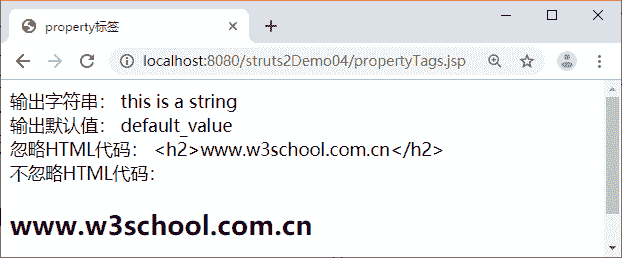 property标签
localhost:8080/struts2Demo04/propertyTags.jsp
输出字符串： this is a string
输出默认值： default_value
忽略HTML代码： <h2>www.w3school.com.cn</h2>
不忽略HTML代码：
www.w3school.com.cn